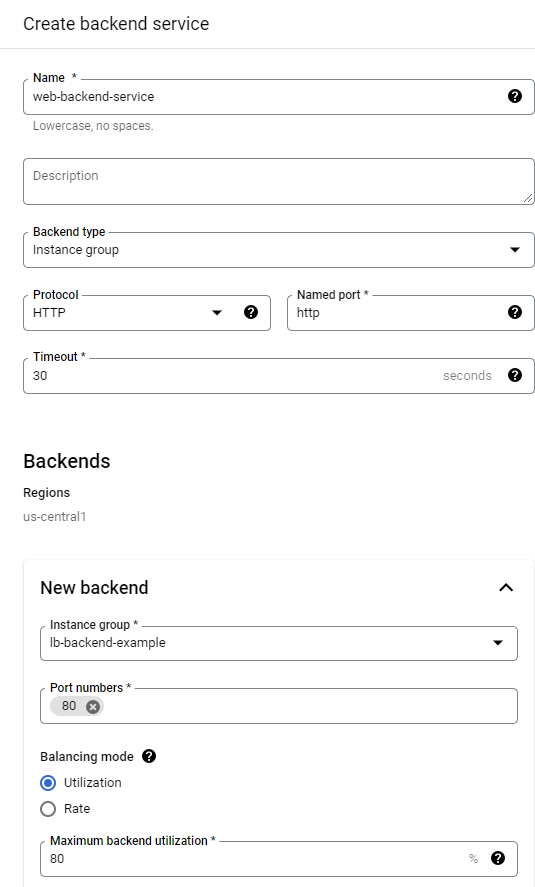 Create backend service
Name *
web-backend-service
Lowercase, no spaces.
Description
Backend type
Instance group
Protocol
HTTP
Named port *
http
Timeout *
30 seconds
Backends
Regions
us-central1
New backend
Instance group *
lb-backend-example
Port numbers *
80
Balancing mode
Utilization
Rate
Maximum backend utilization *
80 %